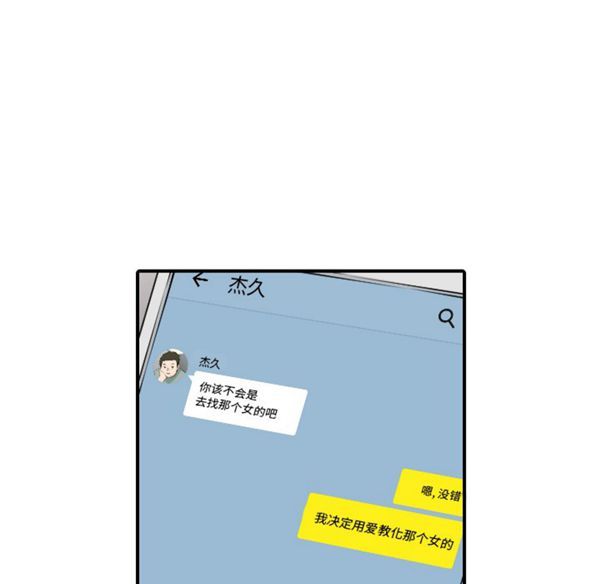 杰久
杰久
你该不会是
去找那个女的吧
嗯,没错
我决定用爱教化那个女的